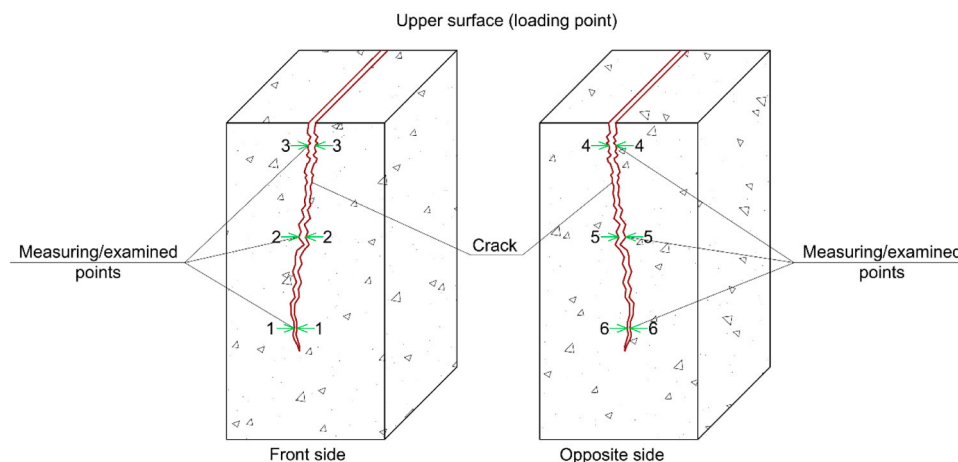 Upper surface (loading point)
3 3
4 4
2 2
5 5
Measuring/examined
points
Crack
Measuring/examined
points
1 1
6 6
Front side
Opposite side